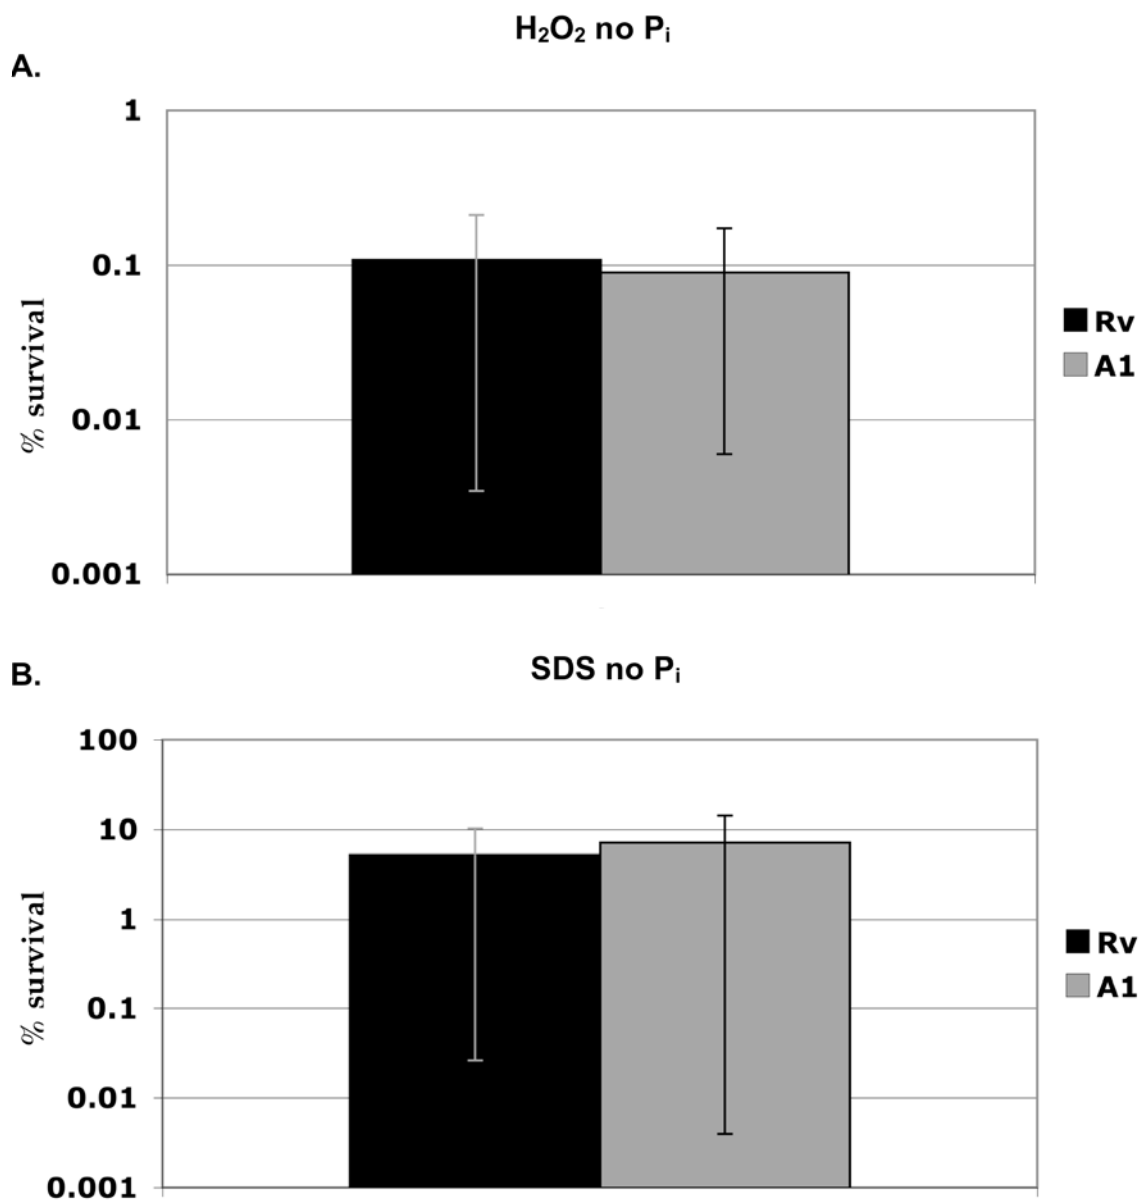 H₂O₂ no Pᵢ
A.
1
0.1
0.01
0.001
% survival
Rv
A1
SDS no Pᵢ
B.
100
10
1
0.1
0.01
0.001
% survival
Rv
A1